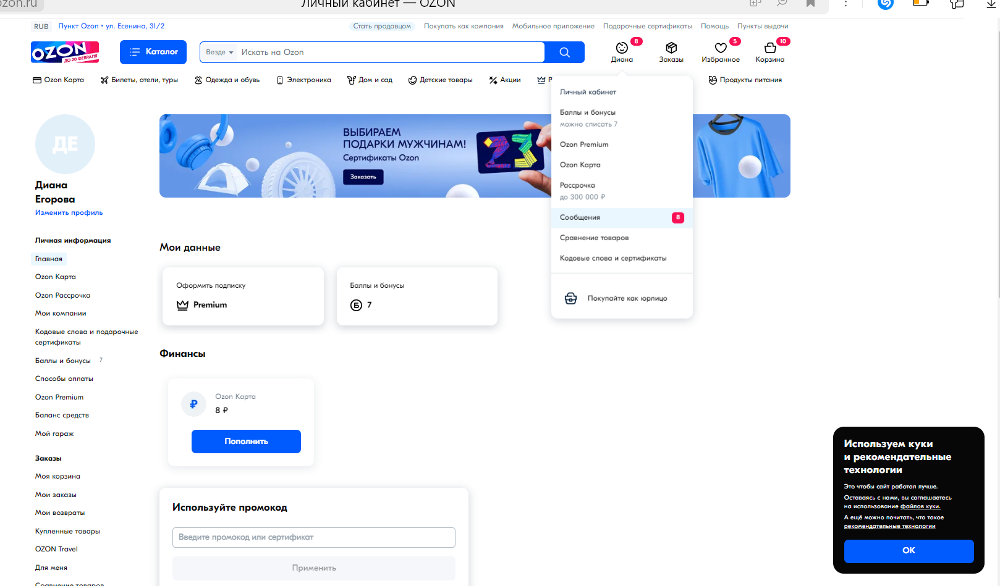 ozon.ru
Личный кабинет — OZON
RUB
Пункт Ozon • ул. Есенина, 31/2
Стать продавцом
Покупать как компания
Мобильное приложение
Подарочные сертификаты
Помощь
Пункты выдачи
OZON
ДО 20 ФЕВРАЛЯ
Каталог
Везде
Искать на Ozon
8
Диана
Заказы
5
Избранное
10
Корзина
Ozon Карта
Билеты, отели, туры
Одежда и обувь
Электроника
Дом и сад
Детские товары
Акции
Продукты питания
ДЕ
Диана
Егорова
Изменить профиль
ВЫБИРАЕМ
ПОДАРКИ МУЖЧИНАМ!
Сертификаты Ozon
Заказать
23
Личный кабинет
Баллы и бонусы
можно списать 7
Ozon Premium
Ozon Карта
Рассрочка
до 300 000 ₽
Сообщения
8
Сравнение товаров
Кодовые слова и сертификаты
Покупайте как юрлицо
Личная информация
Главная
Ozon Карта
Ozon Рассрочка
Мои компании
Кодовые слова и подарочные
сертификаты
Баллы и бонусы 7
Способы оплаты
Ozon Premium
Баланс средств
Мой гараж
Заказы
Моя корзина
Мои заказы
Мои возвраты
Купленные товары
OZON Travel
Для меня
Сравнение товаров
Мои данные
Оформить подписку
Premium
Баллы и бонусы
Б 7
Финансы
₽
Ozon Карта
8 ₽
Пополнить
Используйте промокод
Введите промокод или сертификат
Применить
Используем куки
и рекомендательные
технологии
Это чтобы сайт работал лучше.
Оставаясь с нами, вы соглашаетесь
на использование файлов куки.
А ещё можно почитать, что такое
рекомендательные технологии
ОК